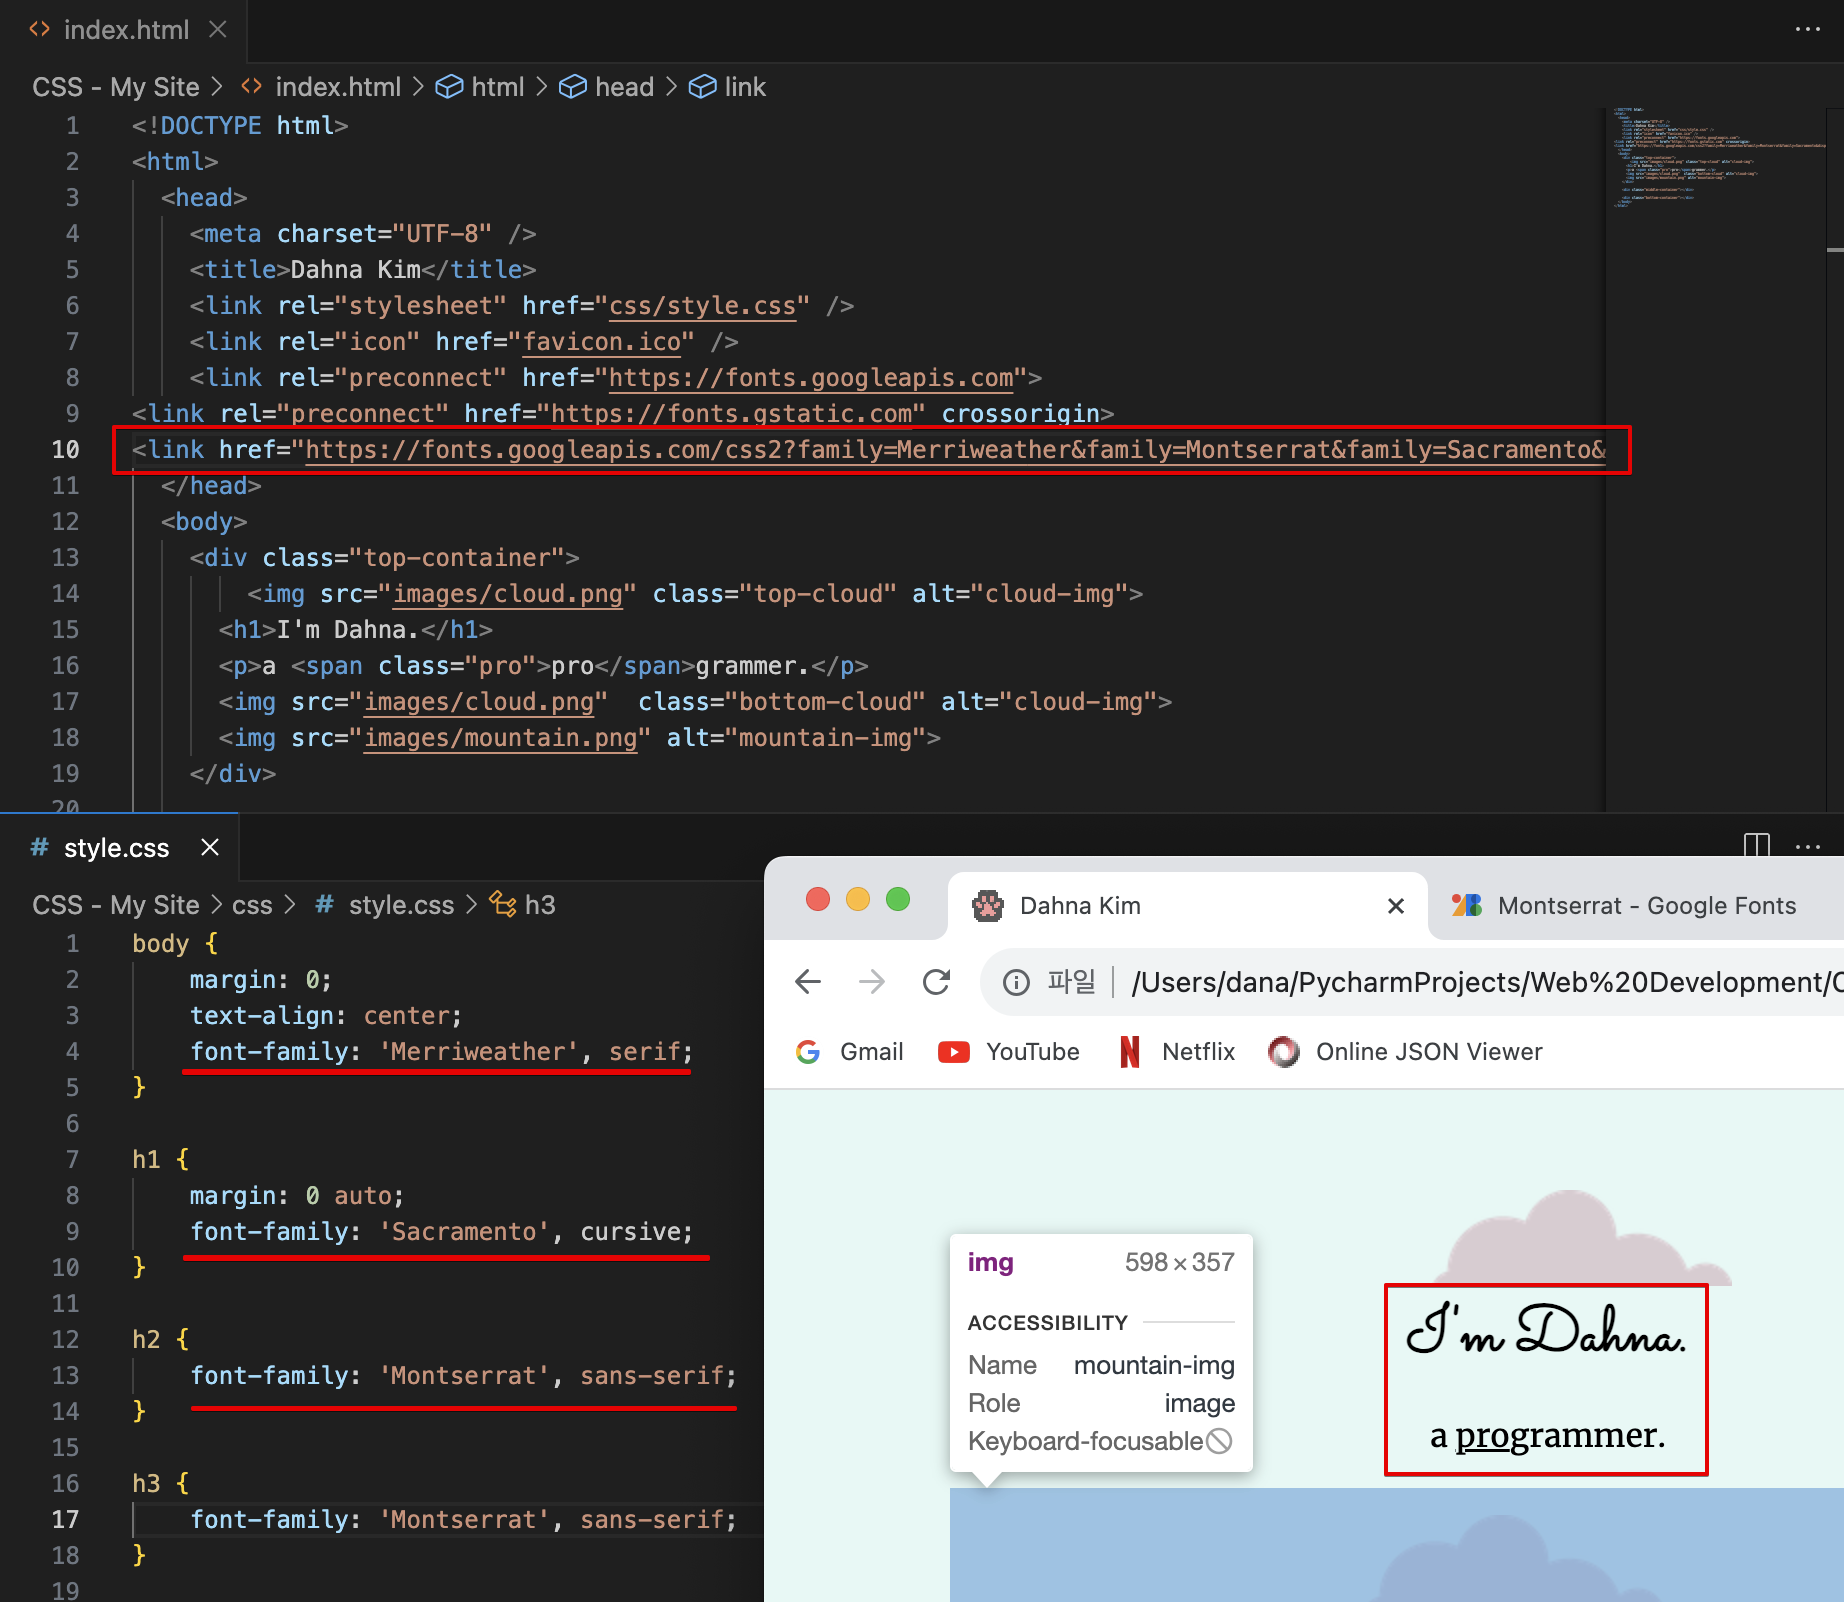 index.html
CSS - My Site > index.html > html > head > link
1 <!DOCTYPE html>
2 <html>
3 <head>
4 <meta charset="UTF-8" />
5 <title>Dahna Kim</title>
6 <link rel="stylesheet" href="css/style.css" />
7 <link rel="icon" href="favicon.ico" />
8 <link rel="preconnect" href="https://fonts.googleapis.com">
9 <link rel="preconnect" href="https://fonts.gstatic.com" crossorigin>
10 <link href="https://fonts.googleapis.com/css2?family=Merriweather&family=Montserrat&family=Sacramento&
11 </head>
12 <body>
13 <div class="top-container">
14 <img src="images/cloud.png" class="top-cloud" alt="cloud-img">
15 <h1>I'm Dahna.</h1>
16 <p>a <span class="pro">pro</span>grammer.</p>
17 <img src="images/cloud.png"  class="bottom-cloud" alt="cloud-img">
18 <img src="images/mountain.png" alt="mountain-img">
19 </div>
20
# style.css
CSS - My Site > css > # style.css > h3
1 body {
2 margin: 0;
3 text-align: center;
4 font-family: 'Merriweather', serif;
5 }
6
7 h1 {
8 margin: 0 auto;
9 font-family: 'Sacramento', cursive;
10 }
11
12 h2 {
13 font-family: 'Montserrat', sans-serif;
14 }
15
16 h3 {
17 font-family: 'Montserrat', sans-serif;
18 }
19
Dahna Kim
Montserrat - Google Fonts
파일 | /Users/dana/PycharmProjects/Web%20Development/
Gmail YouTube Netflix Online JSON Viewer
img 598×357
ACCESSIBILITY
Name mountain-img
Role image
Keyboard-focusable
I'm Dahna.
a programmer.